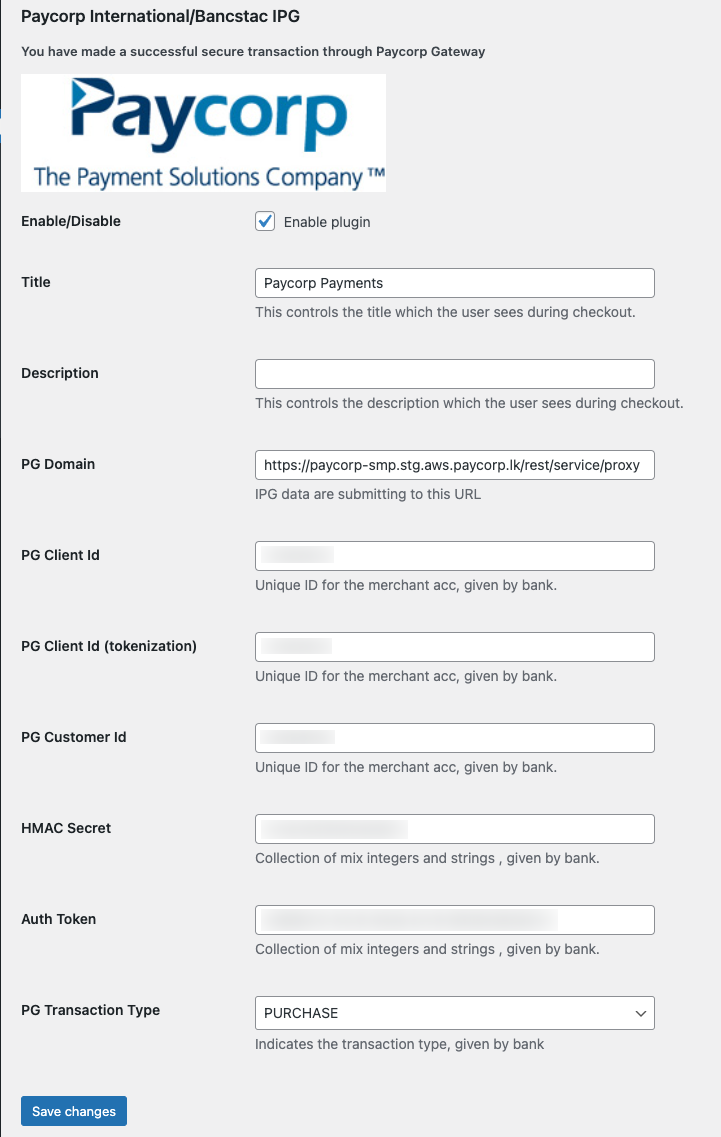 Paycorp International/Bancstac IPG
You have made a successful secure transaction through Paycorp Gateway
Paycorp
The Payment Solutions Company ™
Enable/Disable
Enable plugin
Title
Paycorp Payments
This controls the title which the user sees during checkout.
Description
This controls the description which the user sees during checkout.
PG Domain
https://paycorp-smp.stg.aws.paycorp.lk/rest/service/proxy
IPG data are submitting to this URL
PG Client Id
Unique ID for the merchant acc, given by bank.
PG Client Id (tokenization)
Unique ID for the merchant acc, given by bank.
PG Customer Id
Unique ID for the merchant acc, given by bank.
HMAC Secret
Collection of mix integers and strings , given by bank.
Auth Token
Collection of mix integers and strings , given by bank.
PG Transaction Type
PURCHASE
Indicates the transaction type, given by bank
Save changes